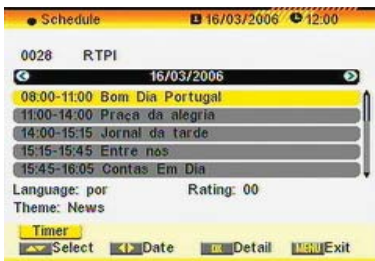 Schedule 16/03/2006 12:00
0028 RTPI
16/03/2006
08:00-11:00 Bom Dia Portugal
11:00-14:00 Praça da alegria
14:00-15:15 Jornal da tarde
15:15-15:45 Entre nos
15:45-16:05 Contas Em Dia
Language: por Rating: 00
Theme: News
Timer
Select Date OK Detail MENU Exit